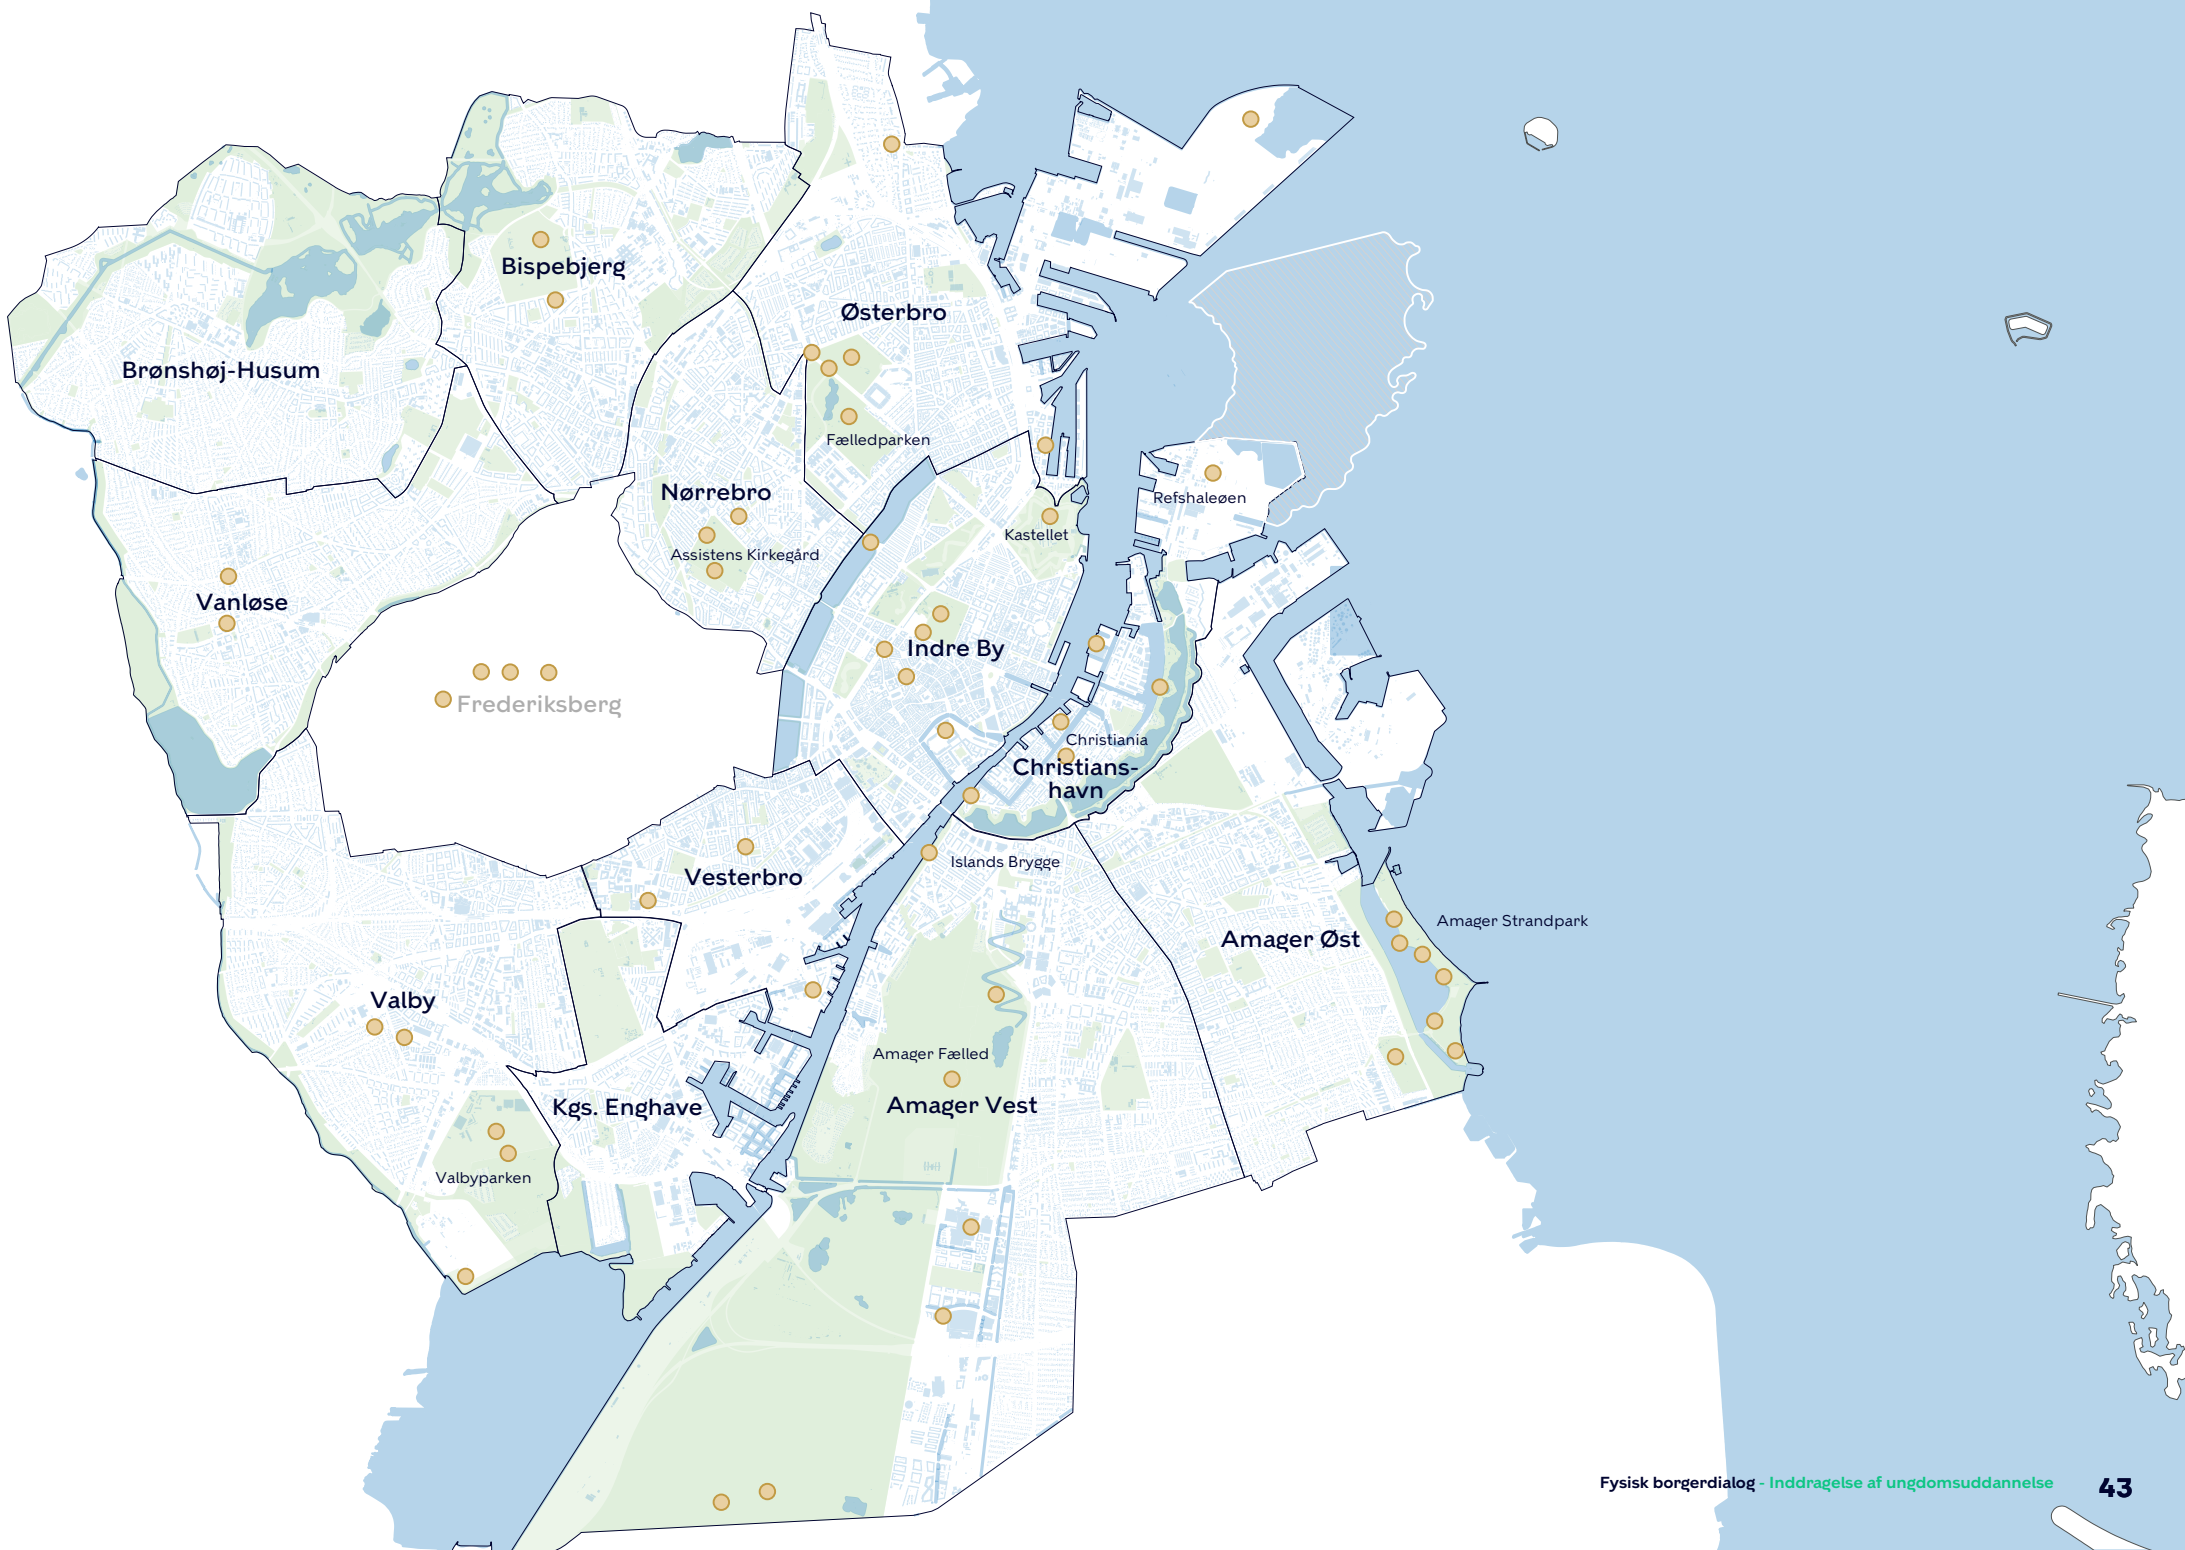 Bispebjerg
Østerbro
Brønshøj-Husum
Fælledparken
Nørrebro
Refshaleøen
Kastellet
Assistens Kirkegård
Vanløse
Indre By
Frederiksberg
Christiania
Christians-
havn
Islands Brygge
Vesterbro
Amager Strandpark
Amager Øst
Valby
Amager Fælled
Kgs. Enghave
Amager Vest
Valbyparken
Fysisk borgerdialog - Inddragelse af ungdomsuddannelse 43